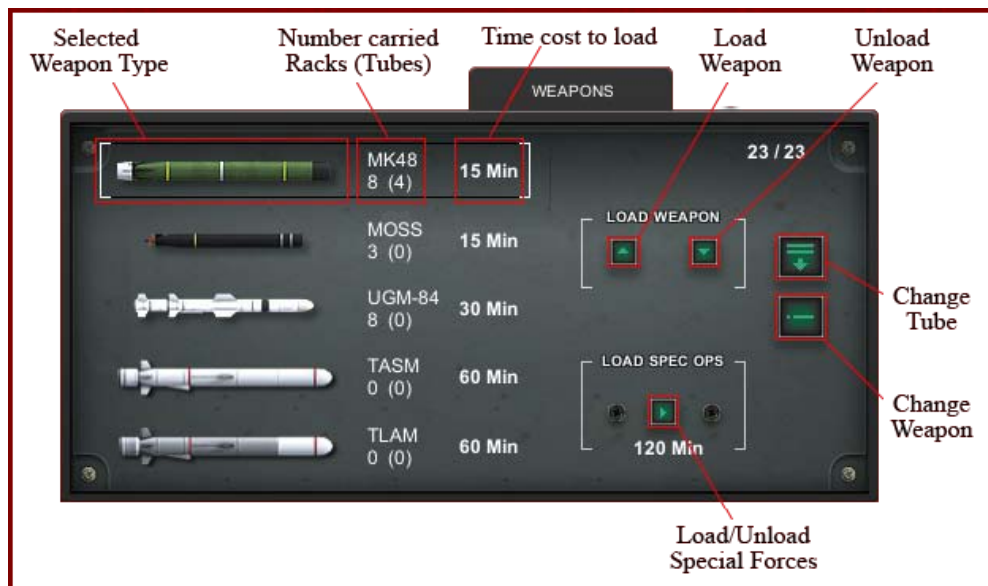 Selected
Weapon Type
Number carried
Racks (Tubes)
Time cost to load
Load
Weapon
Unload
Weapon
WEAPONS
MK48
8 (4)
15 Min
23 / 23
MOSS
3 (0)
15 Min
LOAD WEAPON
UGM-84
8 (0)
30 Min
Change
Tube
TASM
0 (0)
60 Min
LOAD SPEC OPS
Change
Weapon
TLAM
0 (0)
60 Min
120 Min
Load/Unload
Special Forces